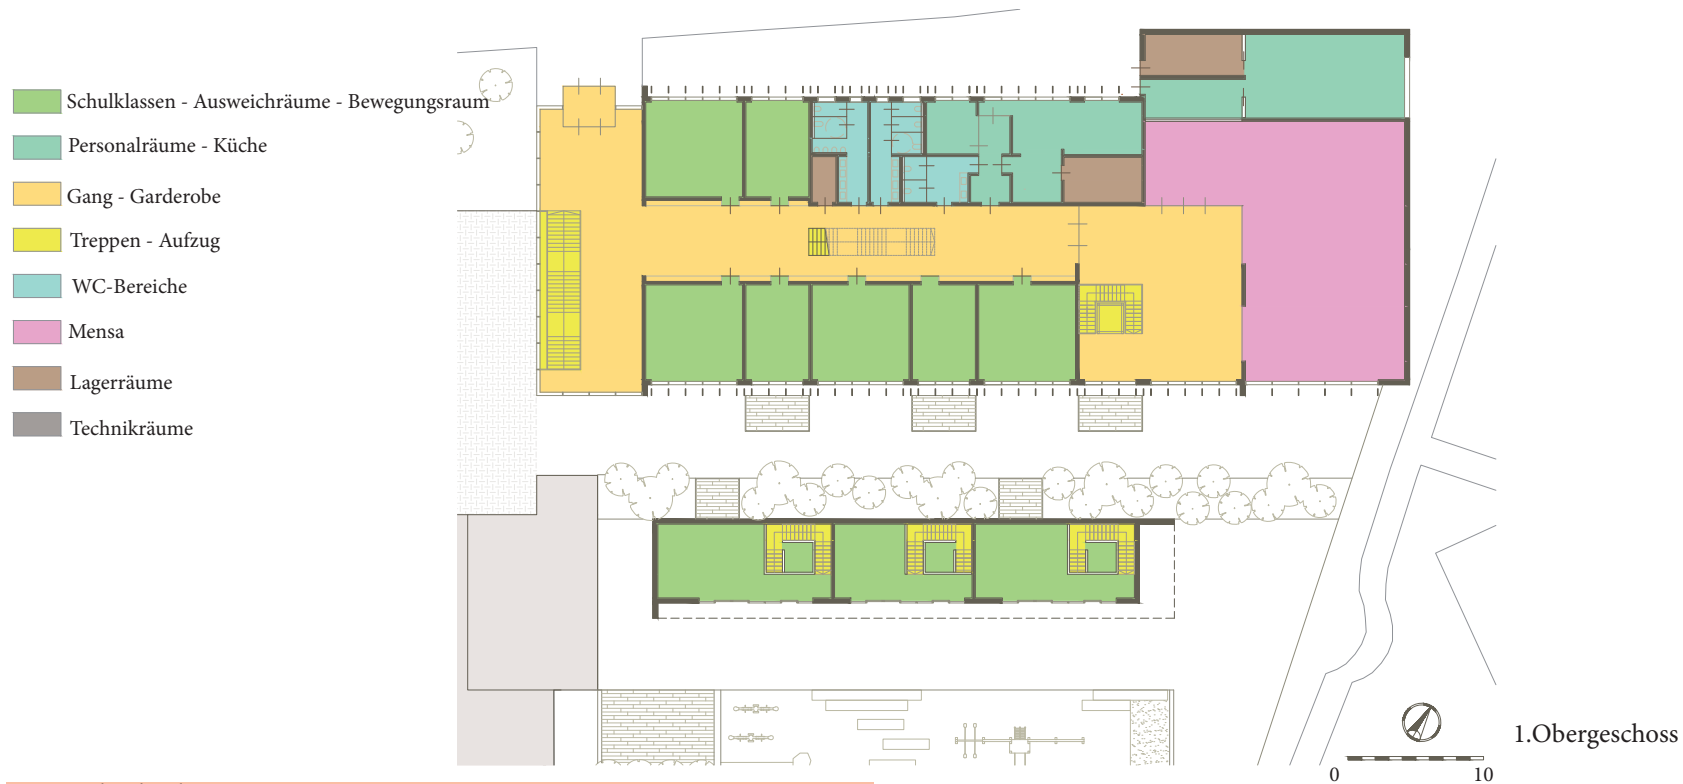 Schulklassen - Ausweichräume - Bewegungsraum
Personalräume - Küche
Gang - Garderobe
Treppen - Aufzug
WC-Bereiche
Mensa
Lagerräume
Technikräume
1.Obergeschoss
0 10